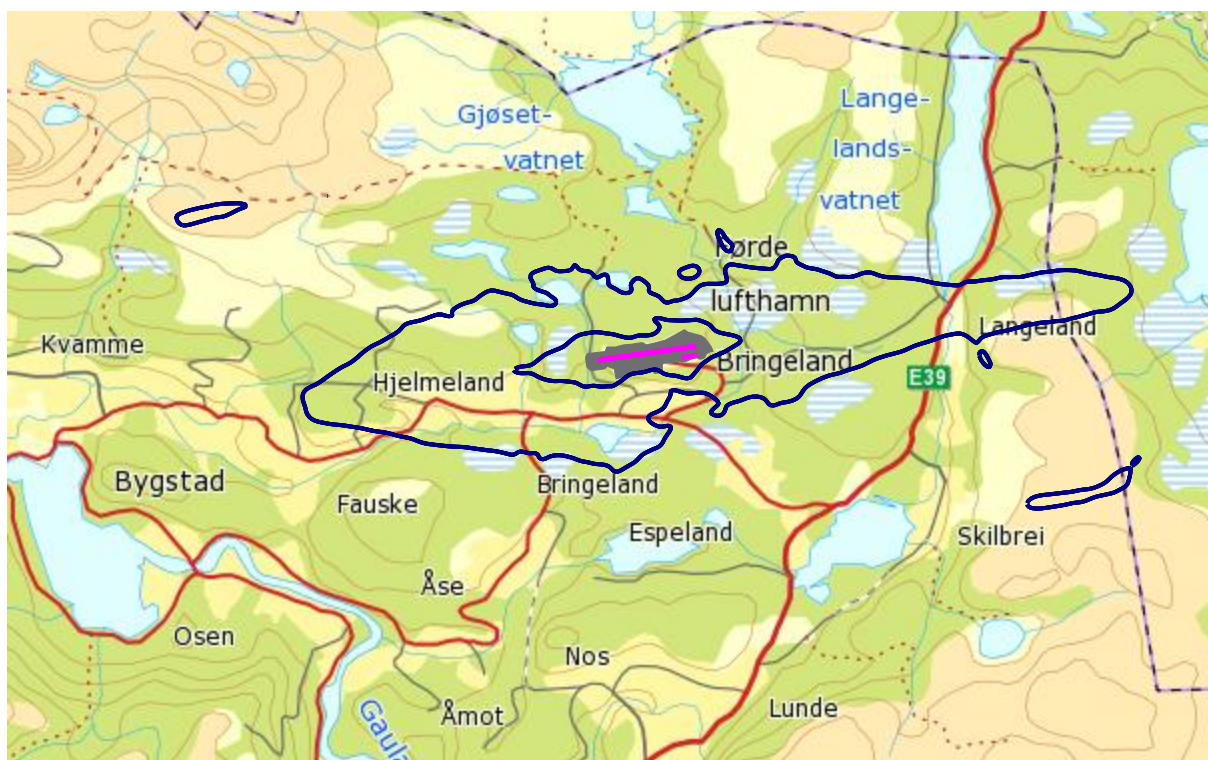 Gjøset-
vatnet
Lange-
lands-
vatnet
Førde
lufthamn
Langeland
Kvamme
Bringeland
Hjelmeland
E39
Bygstad
Bringeland
Fauske
Espeland
Skilbrei
Åse
Osen
Nos
Åmot
Lunde
Gaula